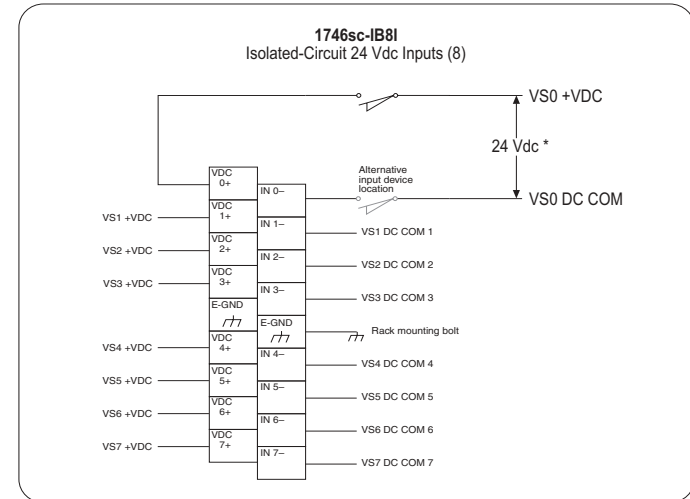 1746sc-IB8I
Isolated-Circuit 24 Vdc Inputs (8)
VS0 +VDC
24 Vdc *
Alternative
input device
location
VS0 DC COM
VDC
0+
IN 0–
VS1 +VDC
VDC
1+
IN 1–
VS1 DC COM 1
VS2 +VDC
VDC
2+
IN 2–
VS2 DC COM 2
VS3 +VDC
VDC
3+
IN 3–
VS3 DC COM 3
E-GND
E-GND
Rack mounting bolt
VS4 +VDC
VDC
4+
IN 4–
VS4 DC COM 4
VS5 +VDC
VDC
5+
IN 5–
VS5 DC COM 5
VS6 +VDC
VDC
6+
IN 6–
VS6 DC COM 6
VS7 +VDC
VDC
7+
IN 7–
VS7 DC COM 7